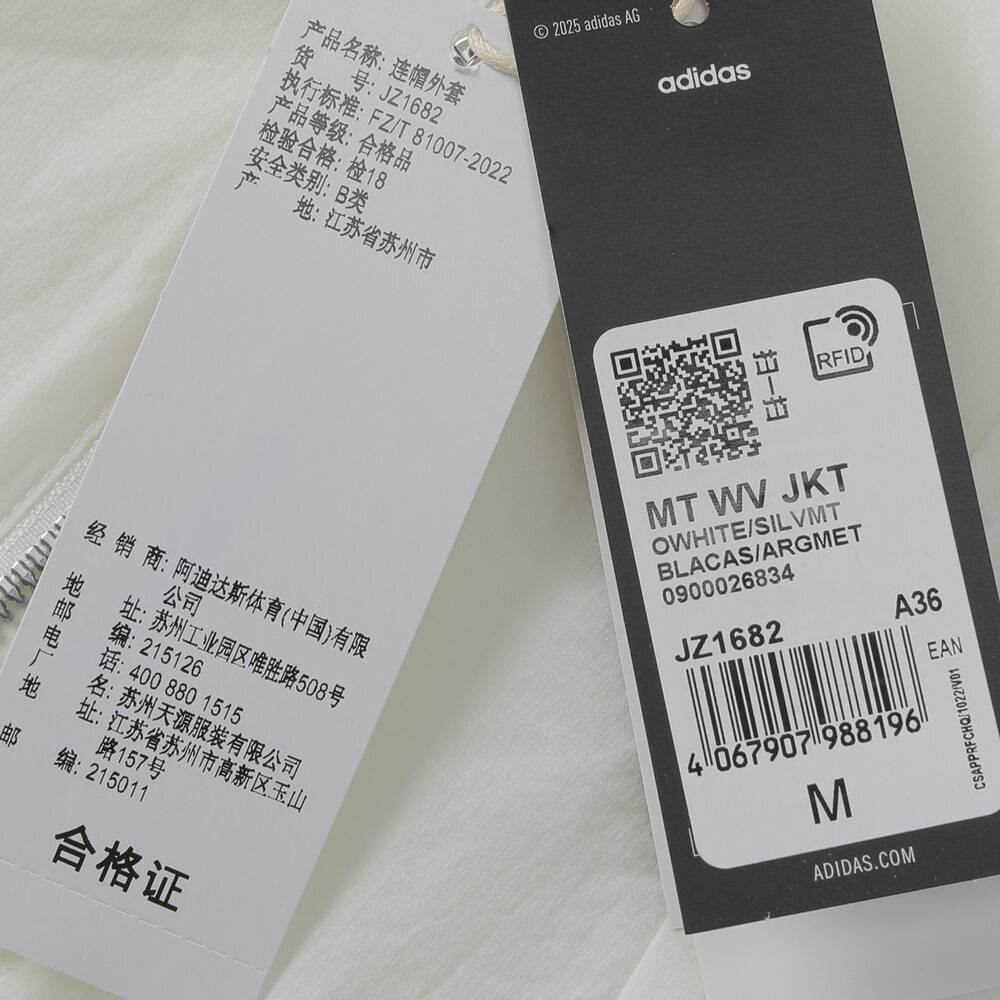 产品名称: 连帽外套
货 号: JZ1682
执行标准: FZ/T 81007-2022
产品等级: 合格品
检验合格: 检18
安全类别: B类
产 地: 江苏省苏州市
经 销 商: 阿迪达斯体育(中国)有限
公司
地 址: 苏州工业园区唯胜路508号
邮 编: 215126
电 话: 400 880 1515
厂 名: 苏州天源服装有限公司
地 址: 江苏省苏州市高新区玉山
路157号
邮 编: 215011
合格证
© 2025 adidas AG
adidas
扫一扫
RFID
MT WV JKT
OWHITE/SILVMT
BLACAS/ARGMET
0900026834
JZ1682 A36
EAN
4 067907 988196
CSAPPRFCHQ/1022/V01
M
ADIDAS.COM